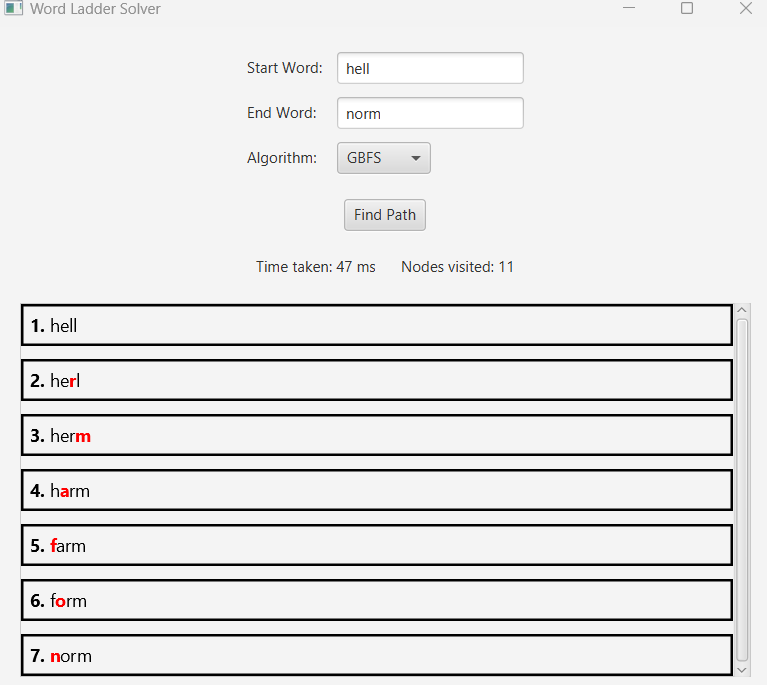 Word Ladder Solver
Start Word: hell
End Word: norm
Algorithm: GBFS
Find Path
Time taken: 47 ms Nodes visited: 11
1. hell
2. herl
3. herm
4. harm
5. farm
6. form
7. norm